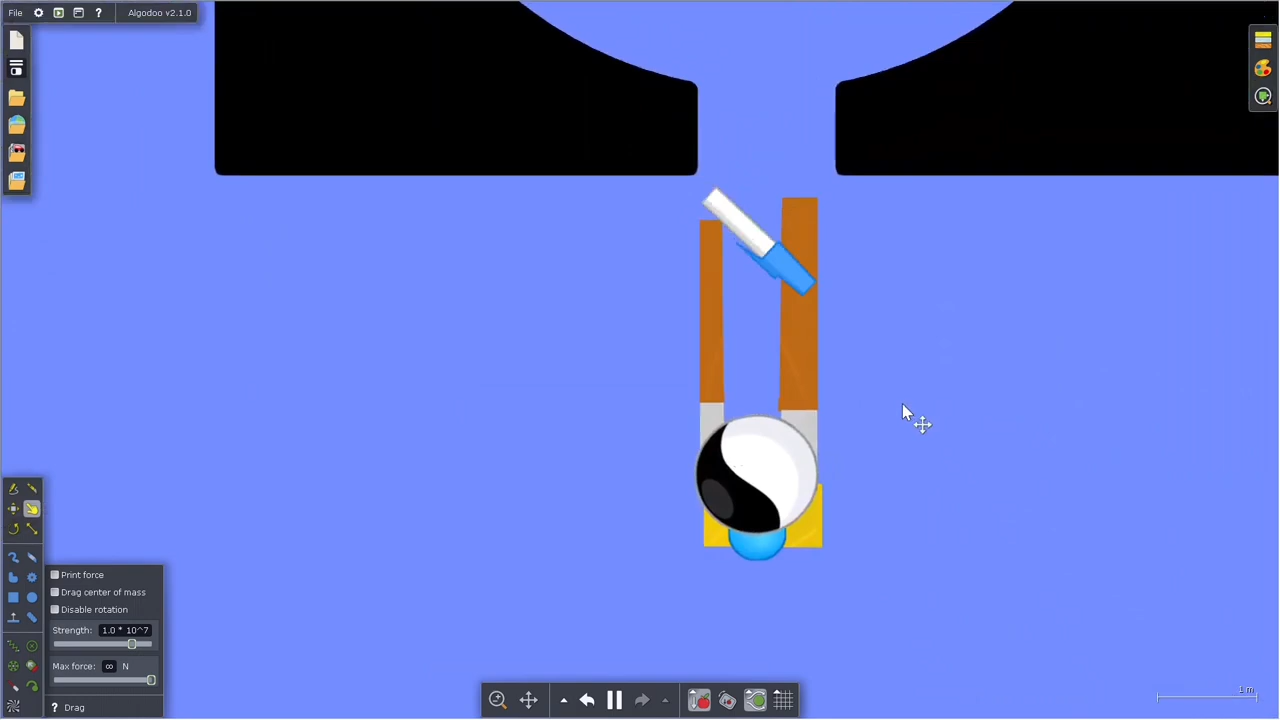 File ? Algodoo v2.1.0
Print force
Drag center of mass
Disable rotation
Strength: 1.0 * 10^7
Max force: ∞ N
? Drag
1 m